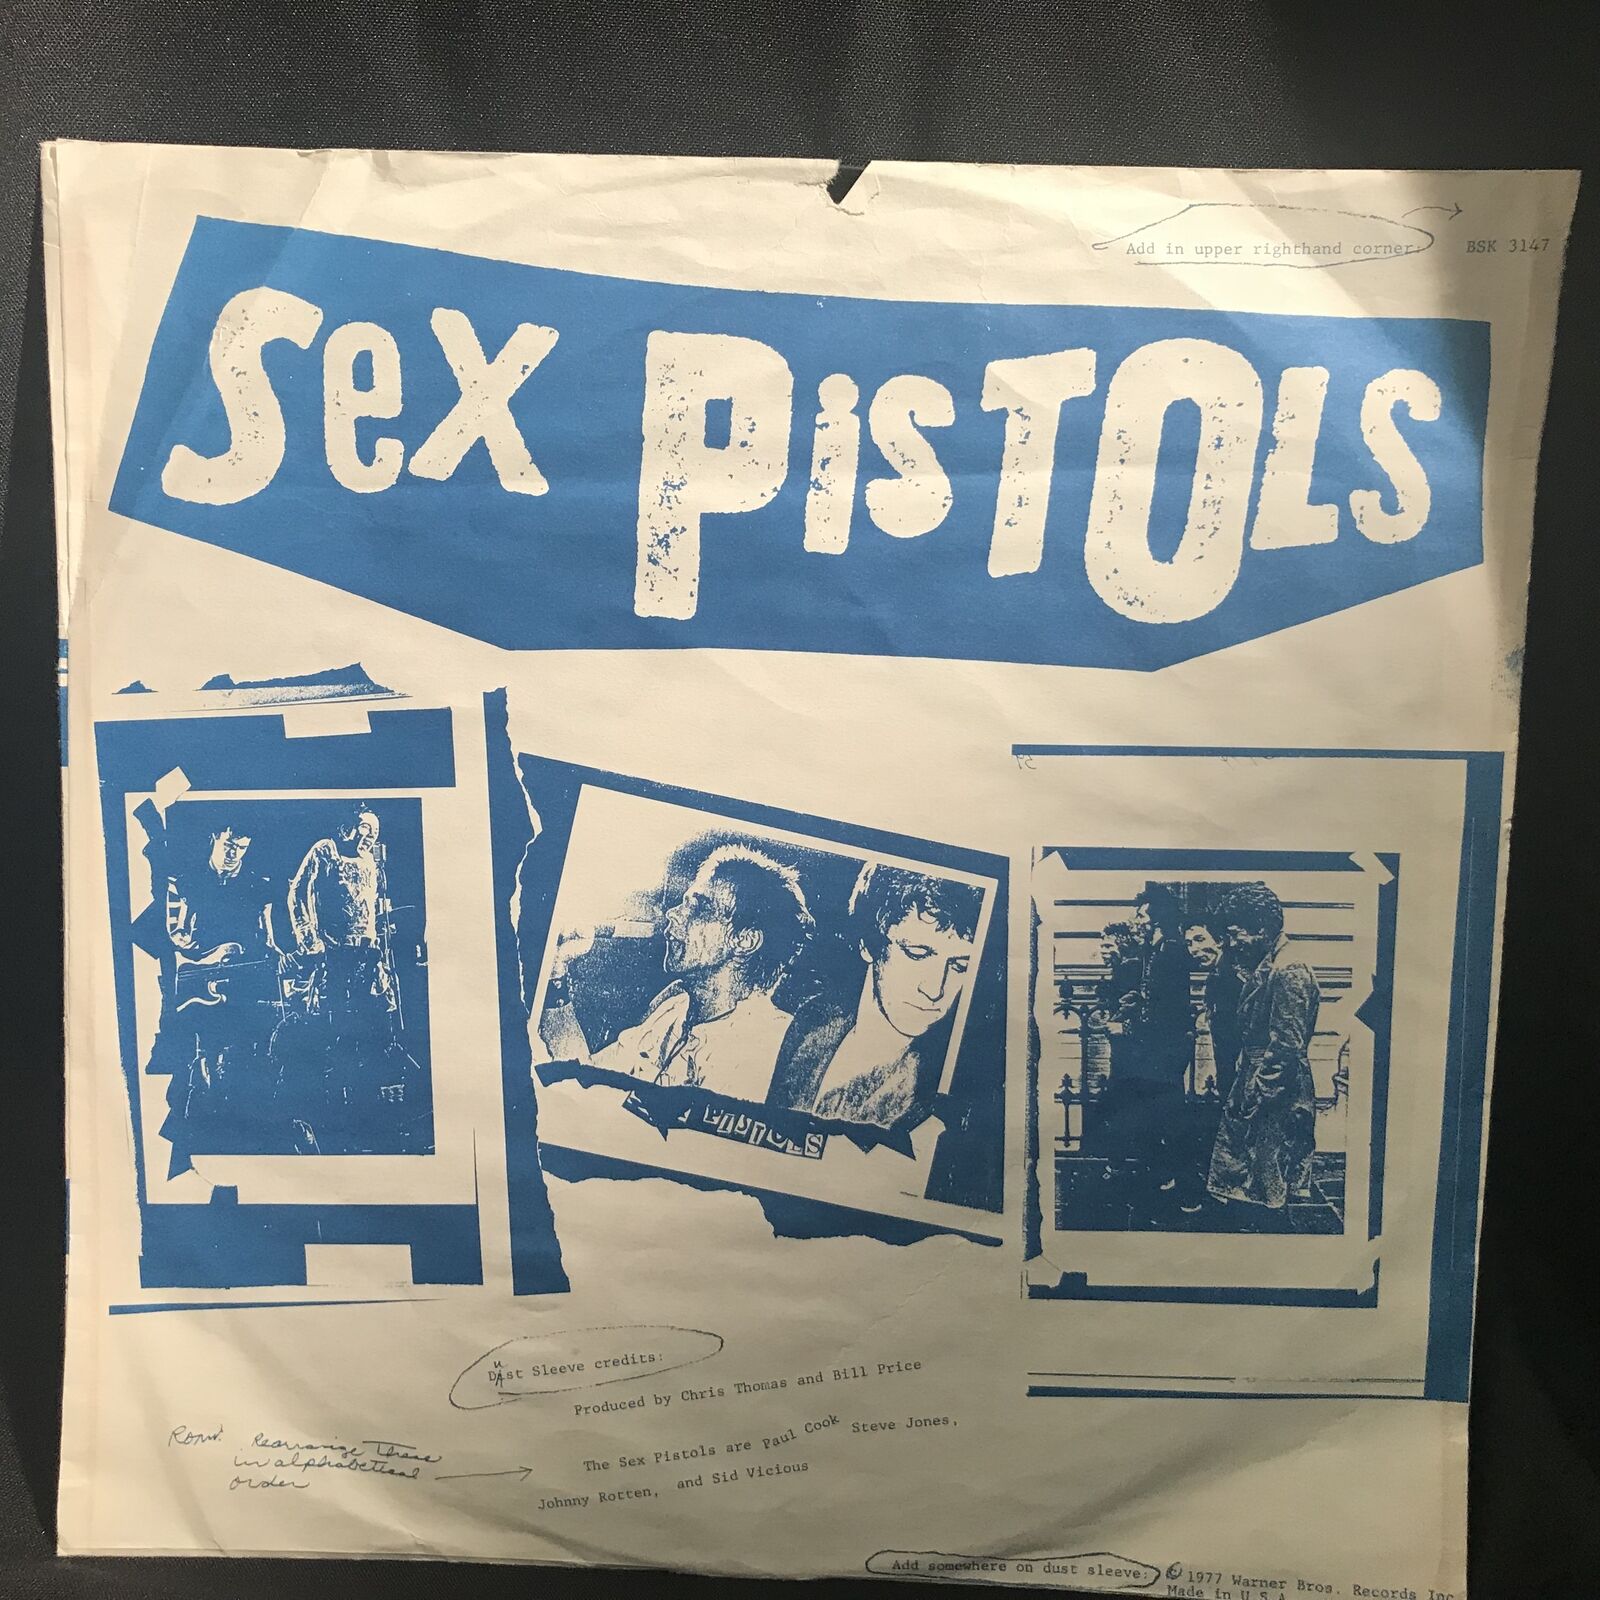 Add in upper righthand corner: BSK 3147
SeX PisTOLS
PISTOLS
Dust Sleeve credits:
Produced by Chris Thomas and Bill Price
The Sex Pistols are Paul Cook Steve Jones,
Johnny Rotten, and Sid Vicious
Rearrange these
in alphabetical
order
Add somewhere on dust sleeve: © 1977 Warner Bros. Records Inc
Made in U.S.A.